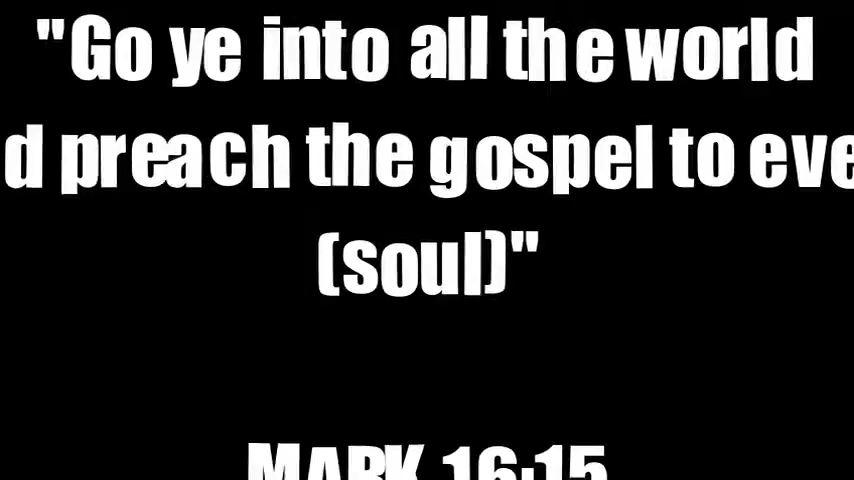 "Go ye into all the world
d preach the gospel to eve
(soul)"
MARK 16:15